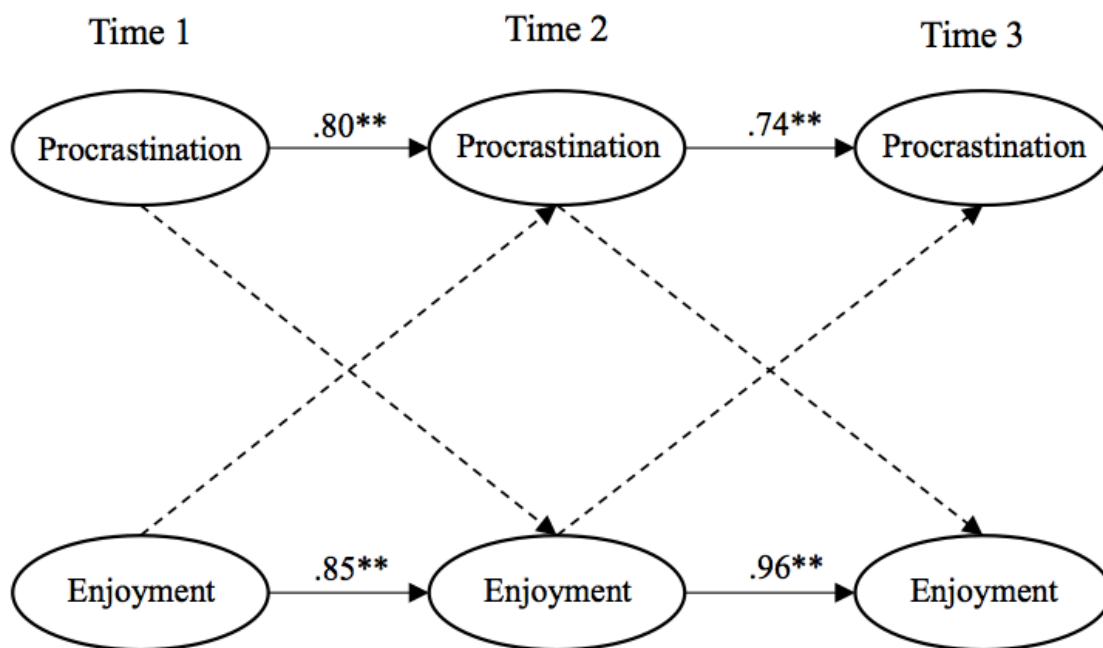 Time 1
Time 2
Time 3
Procrastination
.80**
Procrastination
.74**
Procrastination
Enjoyment
.85**
Enjoyment
.96**
Enjoyment